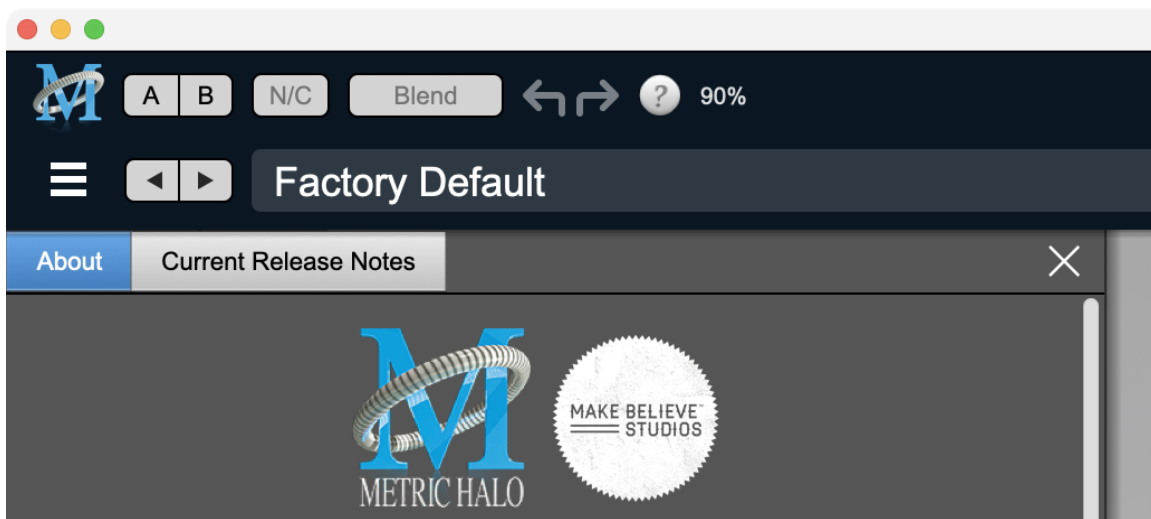 A B N/C Blend ? 90%
Factory Default
About Current Release Notes
MAKE BELIEVE™
STUDIOS
METRIC HALO